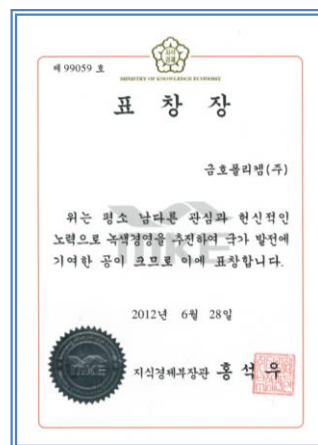 제 99059 호
MINISTRY OF KNOWLEDGE ECONOMY
표 창 장
금호폴리켐(주)
위는 평소 남다른 관심과 헌신적인
노력으로 녹색경영을 추진하여 국가 발전에
기여한 공이 크므로 이에 표창합니다.
MKE
2012년 6월 28일
MKE
지식경제부장관 홍 석 우